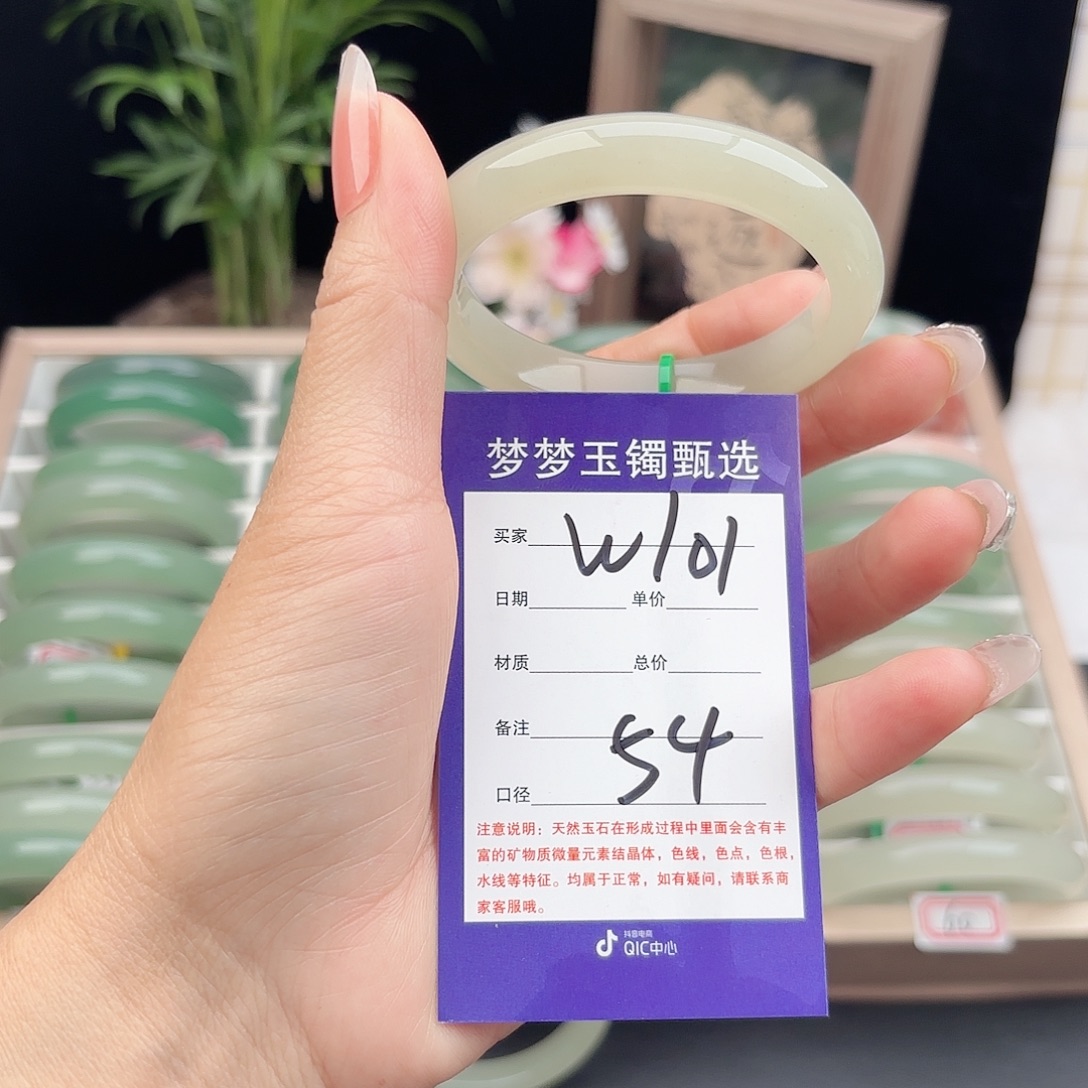 梦梦玉镯甄选
买家 W101
日期 单价
材质 总价
备注 54
口径
注意说明：天然玉石在形成过程中里面会含有丰
富的矿物质微量元素结晶体，色线，色点，色根，
水线等特征。均属于正常，如有疑问，请联系商
家客服哦。
抖音电商
QIC中心